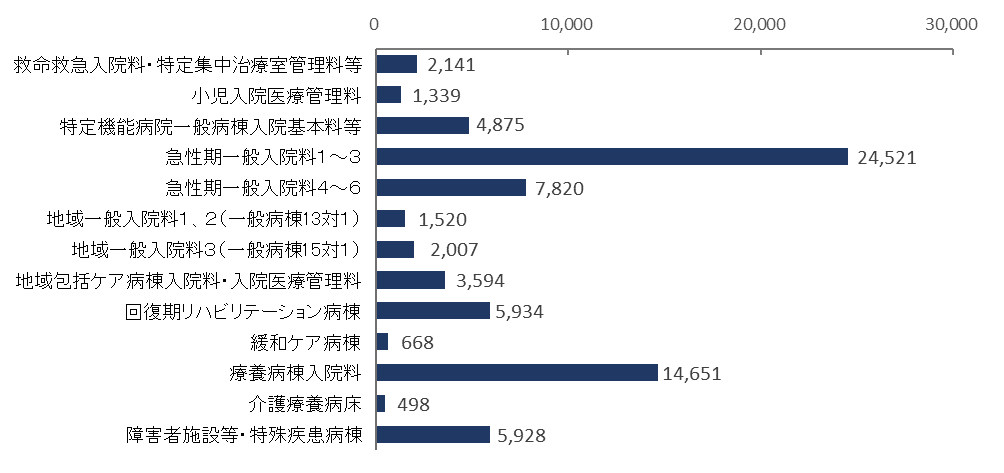 0 10,000 20,000 30,000
救命救急入院料・特定集中治療室管理料等 2,141
小児入院医療管理料 1,339
特定機能病院一般病棟入院基本料等 4,875
急性期一般入院料１～３ 24,521
急性期一般入院料４～６ 7,820
地域一般入院料１、２（一般病棟13対1） 1,520
地域一般入院料３（一般病棟15対1） 2,007
地域包括ケア病棟入院料・入院医療管理料 3,594
回復期リハビリテーション病棟 5,934
緩和ケア病棟 668
療養病棟入院料 14,651
介護療養病床 498
障害者施設等・特殊疾患病棟 5,928